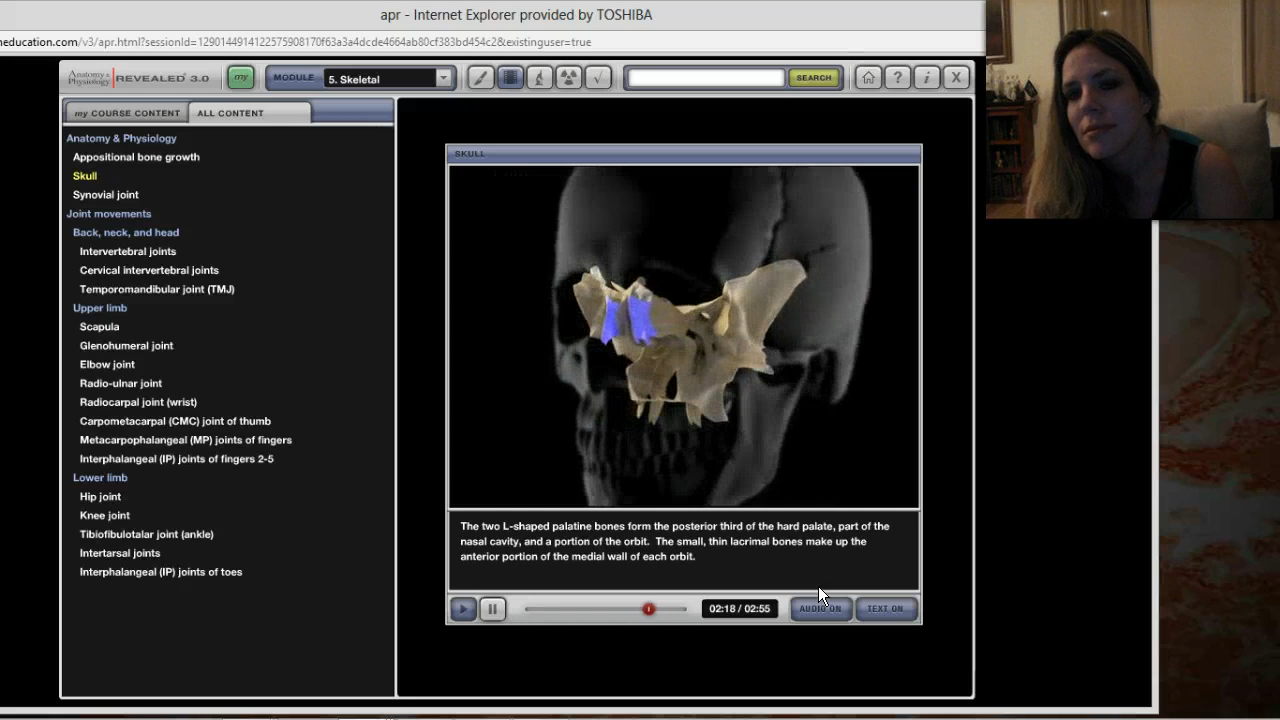 apr - Internet Explorer provided by TOSHIBA
neducation.com/v3/apr.html?sessionId=1290144914122575908170f63a3a4dcde4664ab80cf383bd454c2&existinguser=true
Anatomy & Physiology REVEALED 3.0
my
MODULE
5. Skeletal
SEARCH
? i X
my COURSE CONTENT
ALL CONTENT
Anatomy & Physiology
Appositional bone growth
Skull
Synovial joint
Joint movements
Back, neck, and head
Intervertebral joints
Cervical intervertebral joints
Temporomandibular joint (TMJ)
Upper limb
Scapula
Glenohumeral joint
Elbow joint
Radio-ulnar joint
Radiocarpal joint (wrist)
Carpometacarpal (CMC) joint of thumb
Metacarpophalangeal (MP) joints of fingers
Interphalangeal (IP) joints of fingers 2-5
Lower limb
Hip joint
Knee joint
Tibiofibulotalar joint (ankle)
Intertarsal joints
Interphalangeal (IP) joints of toes
SKULL
The two L-shaped palatine bones form the posterior third of the hard palate, part of the
nasal cavity, and a portion of the orbit. The small, thin lacrimal bones make up the
anterior portion of the medial wall of each orbit.
02:18 / 02:55
AUDIO ON
TEXT ON